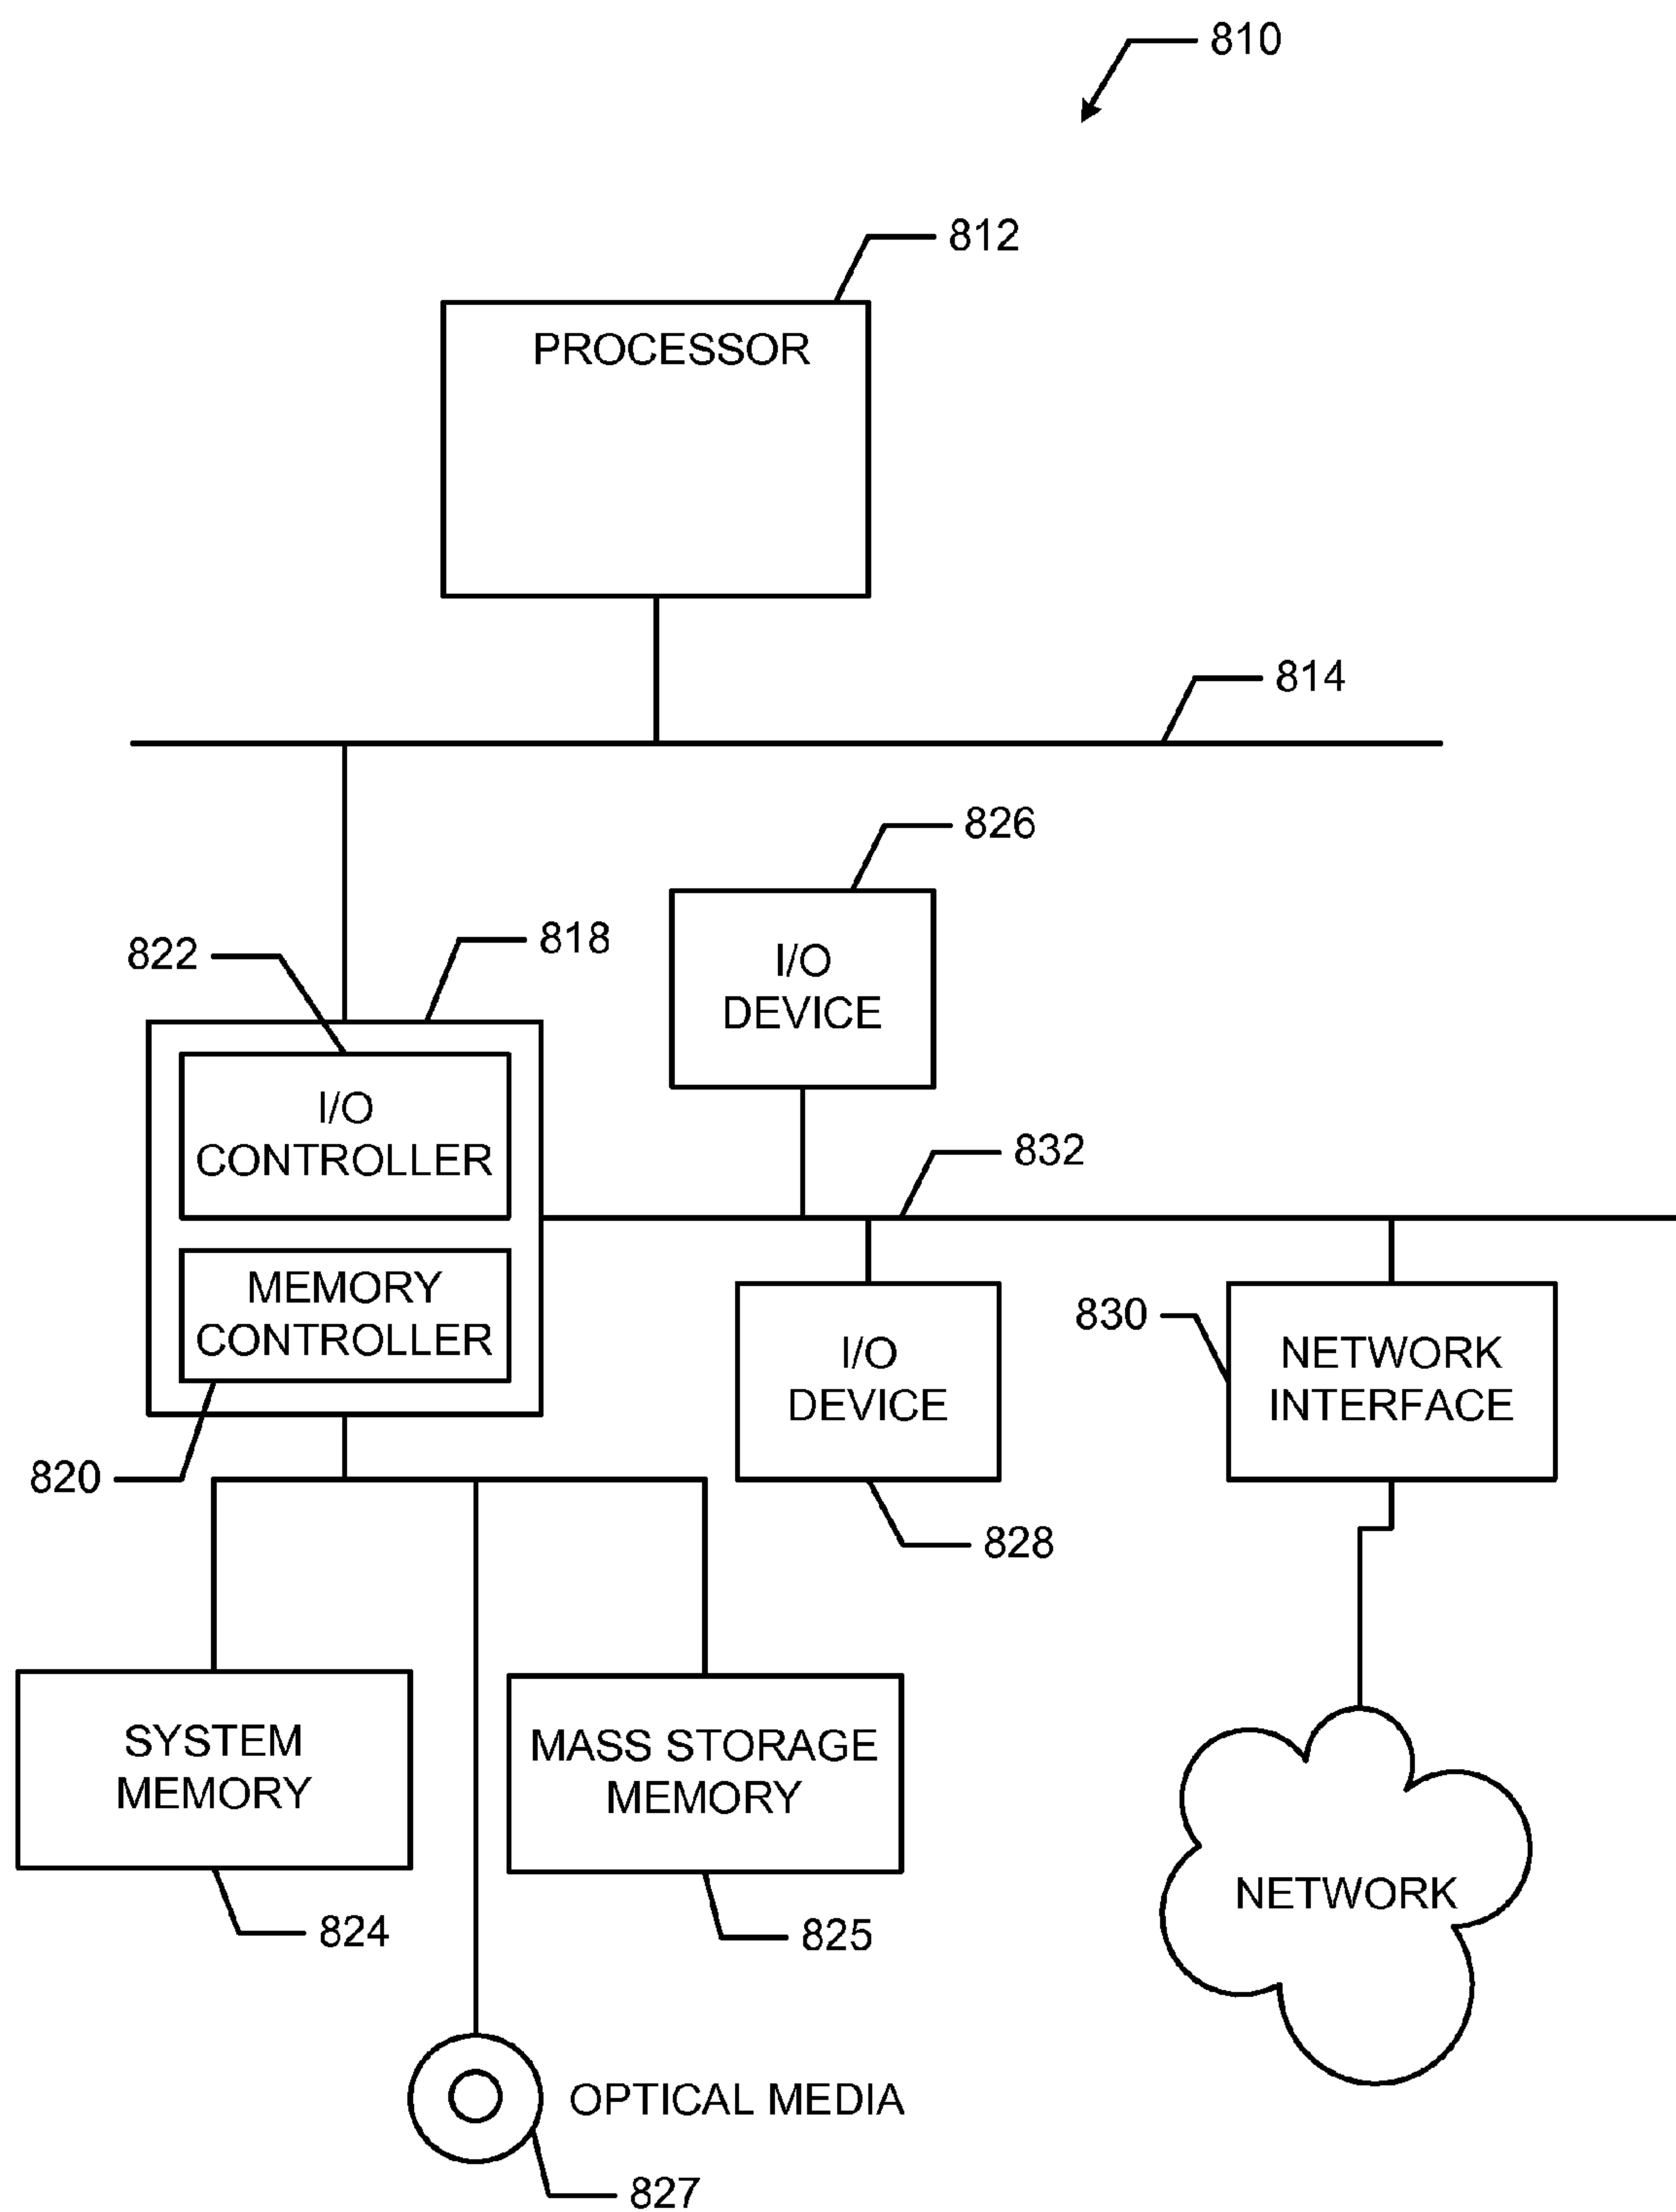 810
812
PROCESSOR
814
826
822
818
I/O
DEVICE
I/O
CONTROLLER
832
MEMORY
CONTROLLER
830
I/O
DEVICE
NETWORK
INTERFACE
820
828
SYSTEM
MEMORY
MASS STORAGE
MEMORY
NETWORK
824
825
OPTICAL MEDIA
827